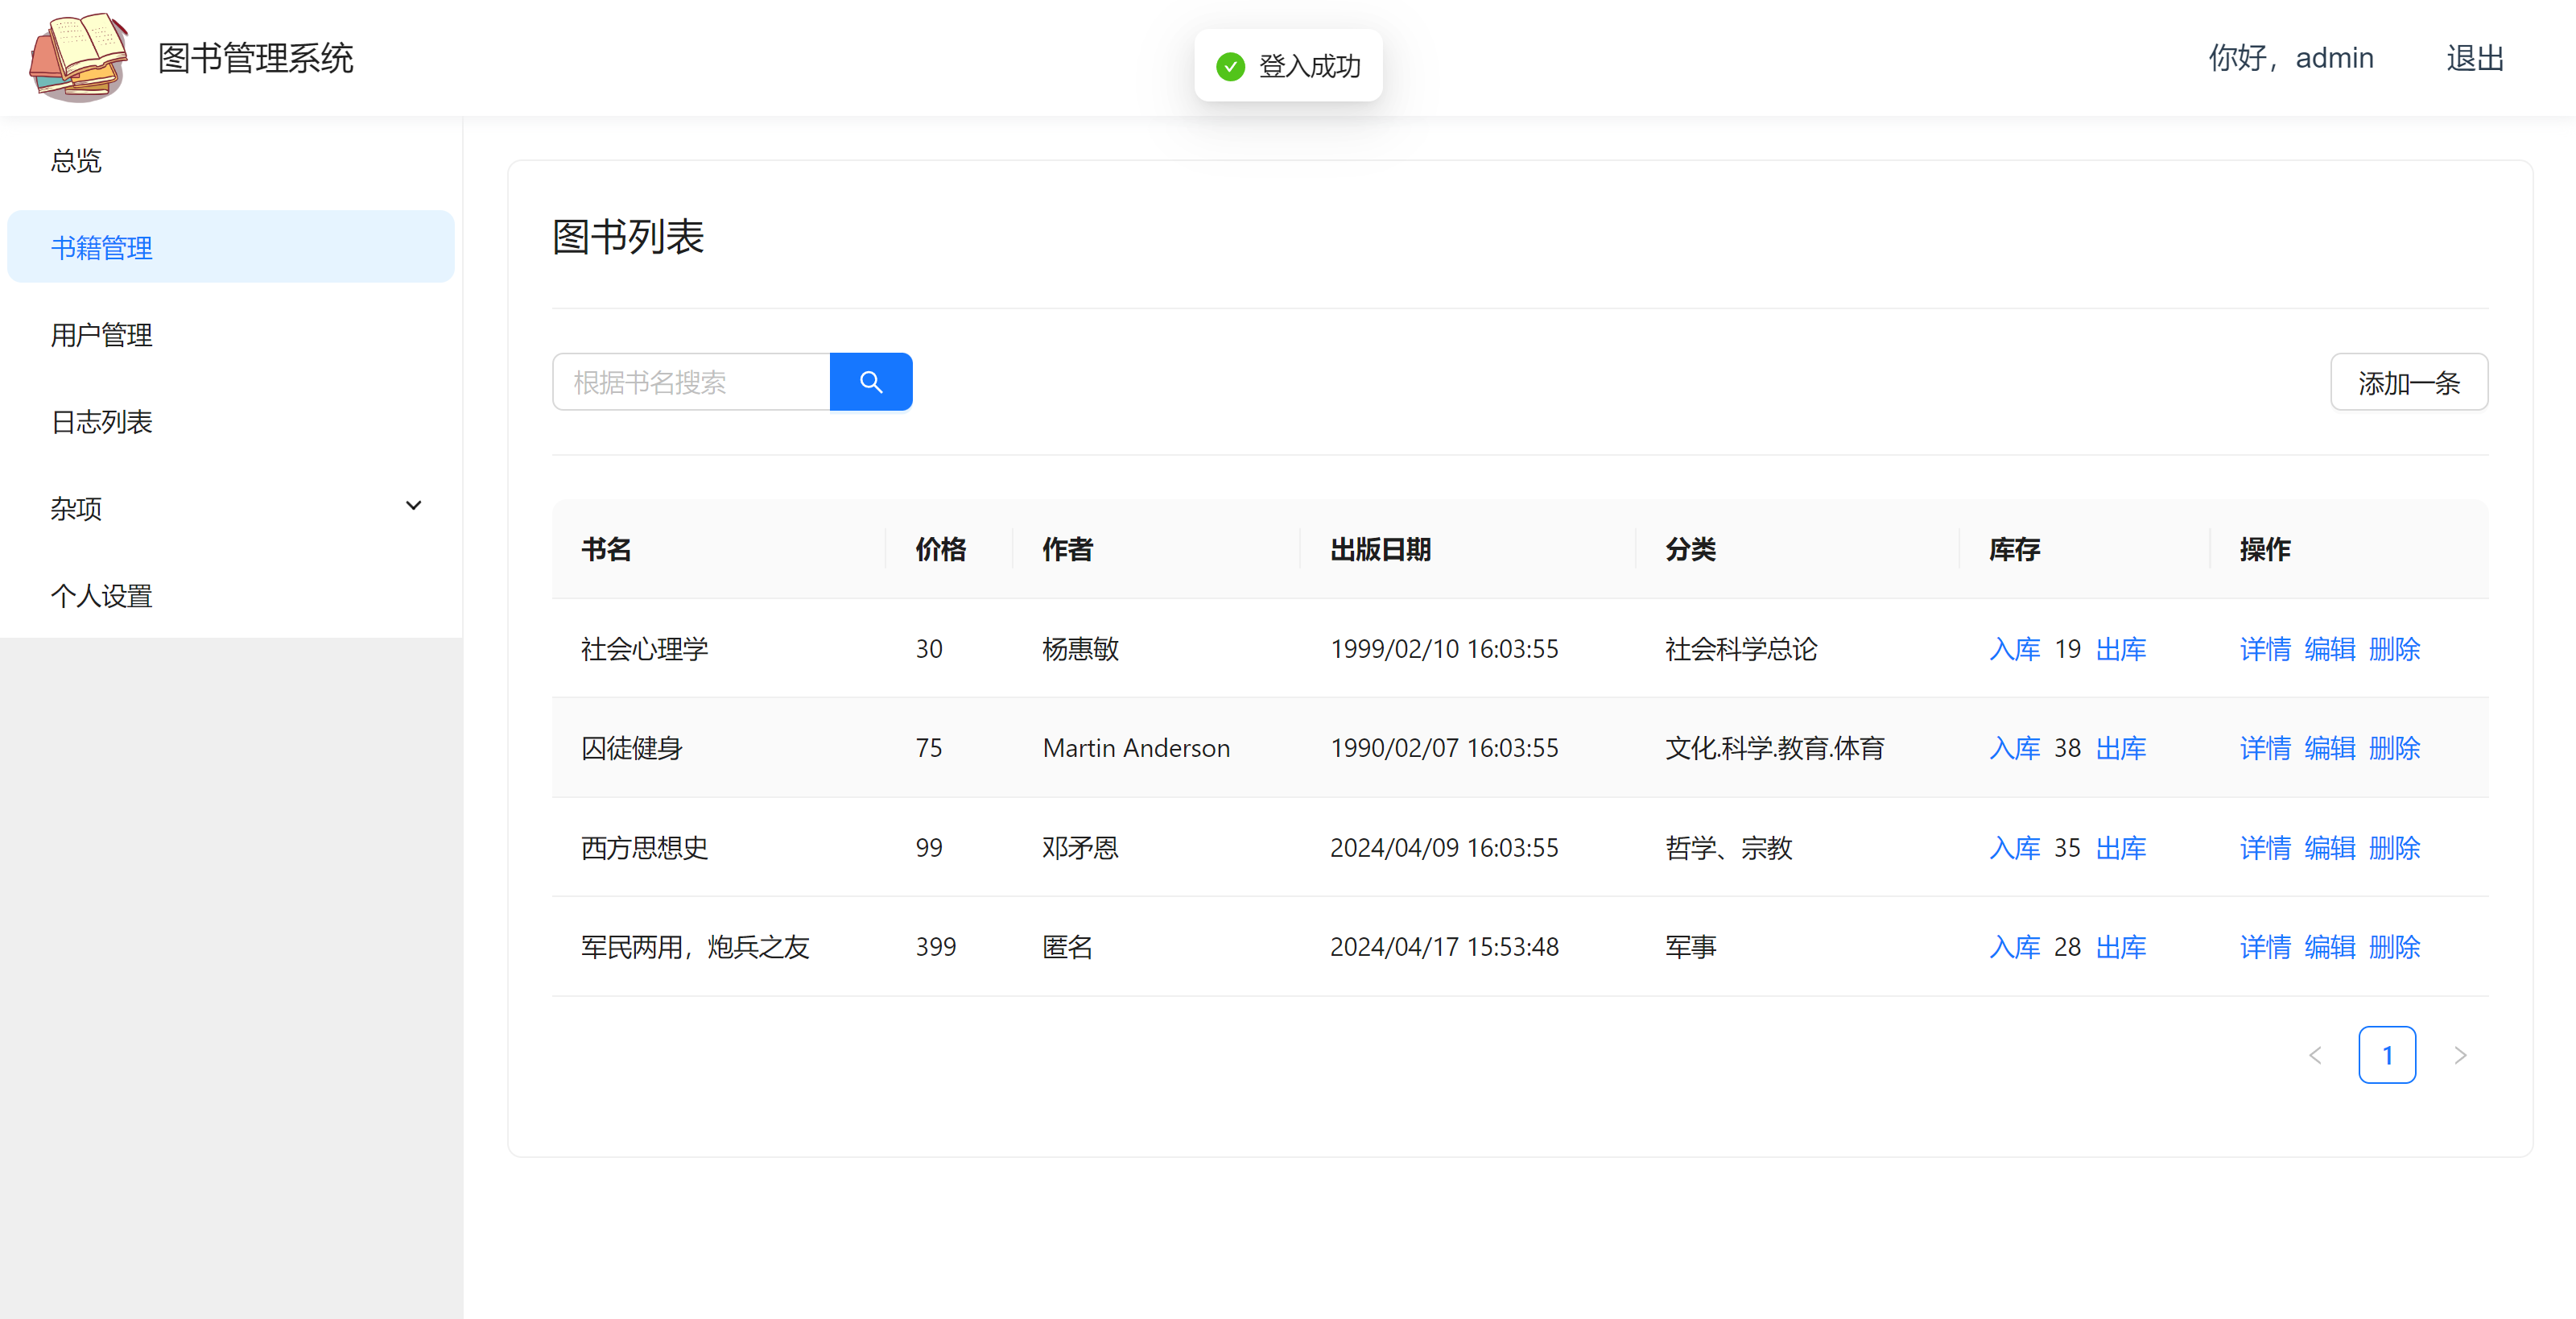 图书管理系统
登入成功
你好，admin 退出
总览
书籍管理
用户管理
日志列表
杂项
个人设置
图书列表
根据书名搜索
添加一条
书名 价格 作者 出版日期 分类 库存 操作
社会心理学 30 杨惠敏 1999/02/10 16:03:55 社会科学总论 入库 19 出库 详情 编辑 删除
囚徒健身 75 Martin Anderson 1990/02/07 16:03:55 文化.科学.教育.体育 入库 38 出库 详情 编辑 删除
西方思想史 99 邓矛恩 2024/04/09 16:03:55 哲学、宗教 入库 35 出库 详情 编辑 删除
军民两用，炮兵之友 399 匿名 2024/04/17 15:53:48 军事 入库 28 出库 详情 编辑 删除
1